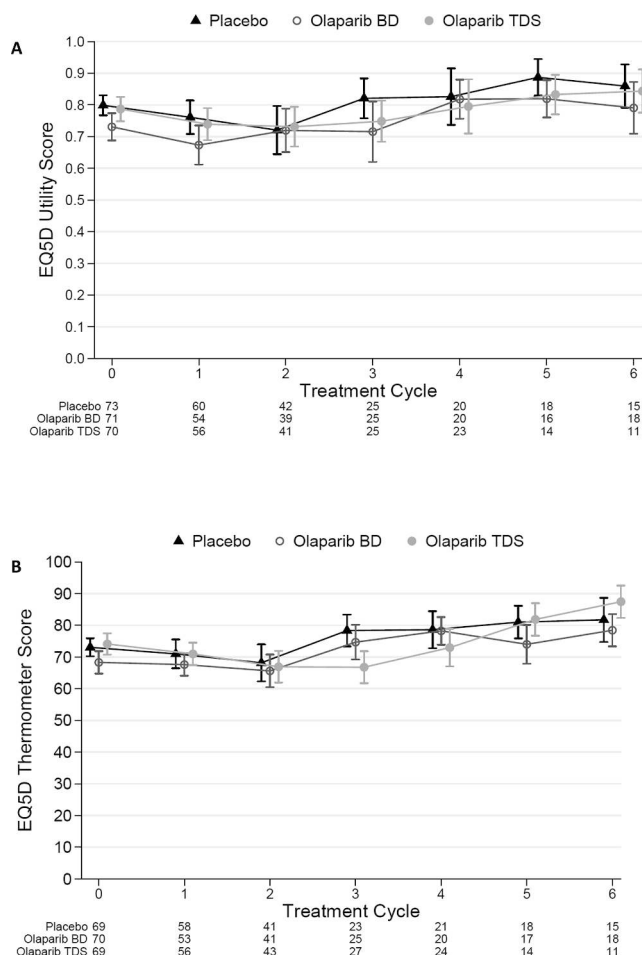 Placebo Olaparib BD Olaparib TDS
A
1.0
0.9
0.8
0.7
0.6
0.5
0.4
0.3
0.2
0.1
0.0
EQ5D Utility Score
0 1 2 3 4 5 6
Treatment Cycle
Placebo 73 60 42 25 20 18 15
Olaparib BD 71 54 39 25 20 16 18
Olaparib TDS 70 56 41 25 23 14 11
Placebo Olaparib BD Olaparib TDS
B
100
90
80
70
60
50
40
30
20
10
0
EQ5D Thermometer Score
0 1 2 3 4 5 6
Treatment Cycle
Placebo 69 58 41 23 21 18 15
Olaparib BD 70 53 41 25 20 17 18
Olaparib TDS 69 56 43 27 24 14 11